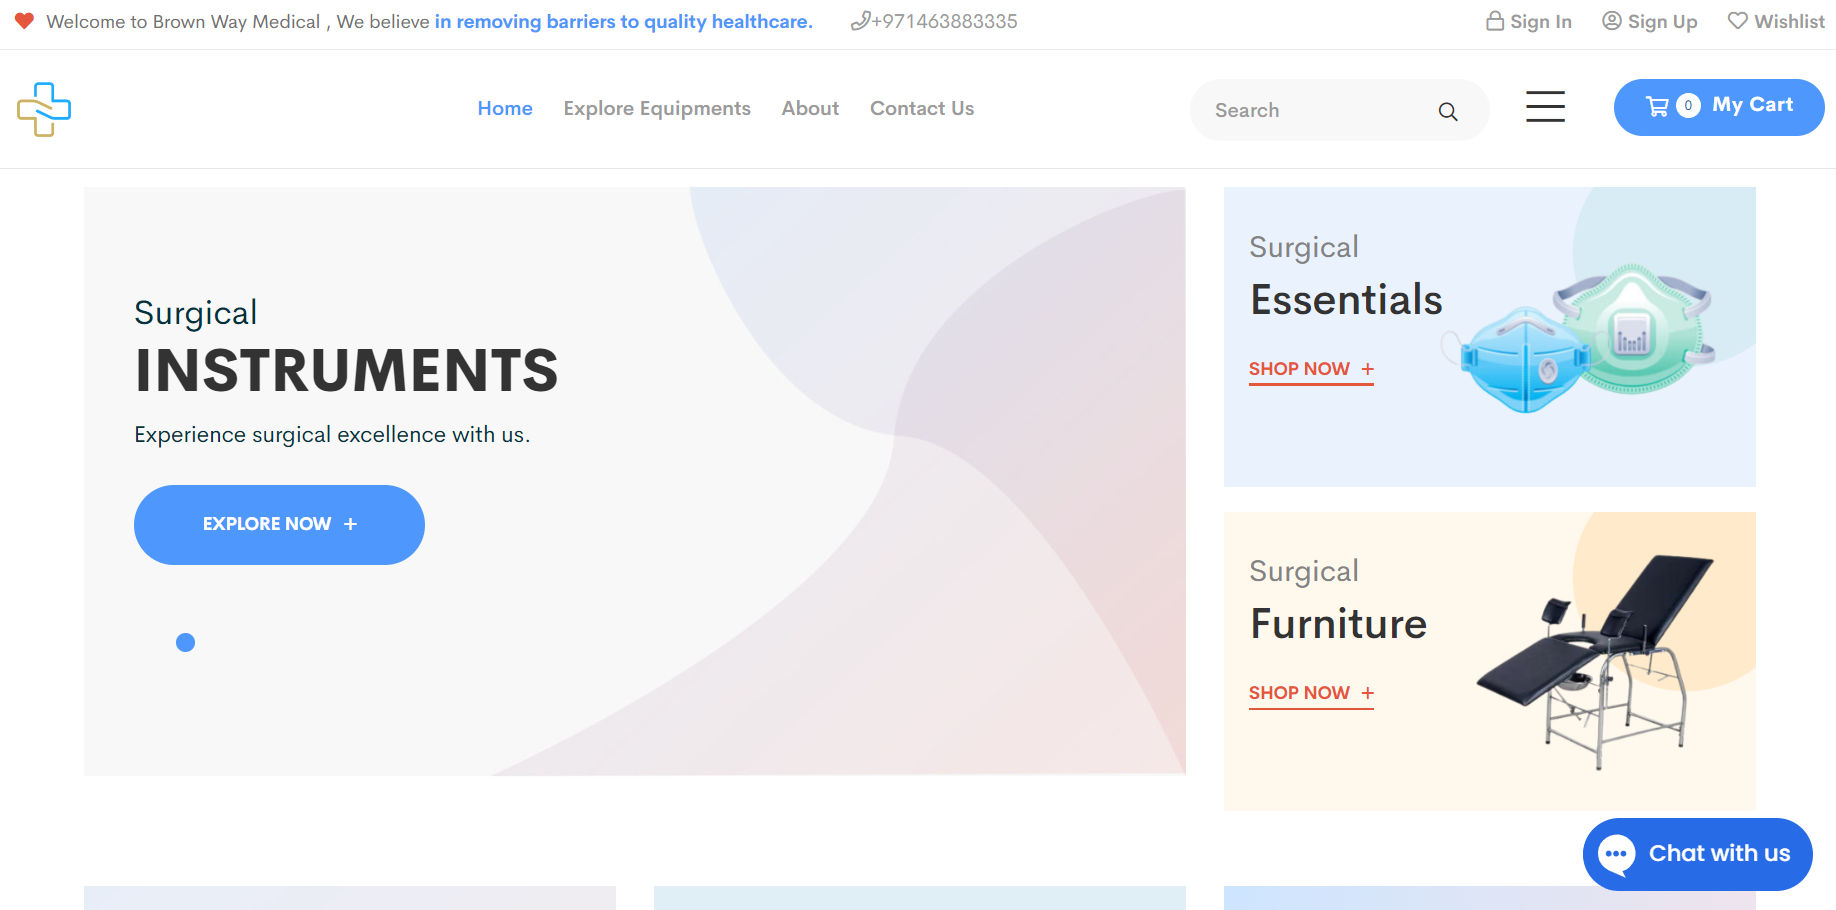 Welcome to Brown Way Medical , We believe in removing barriers to quality healthcare. +971463883335 Sign In Sign Up Wishlist
Home Explore Equipments About Contact Us Search 0 My Cart
Surgical
INSTRUMENTS
Experience surgical excellence with us.
EXPLORE NOW +
Surgical
Essentials
SHOP NOW +
Surgical
Furniture
SHOP NOW +
Chat with us